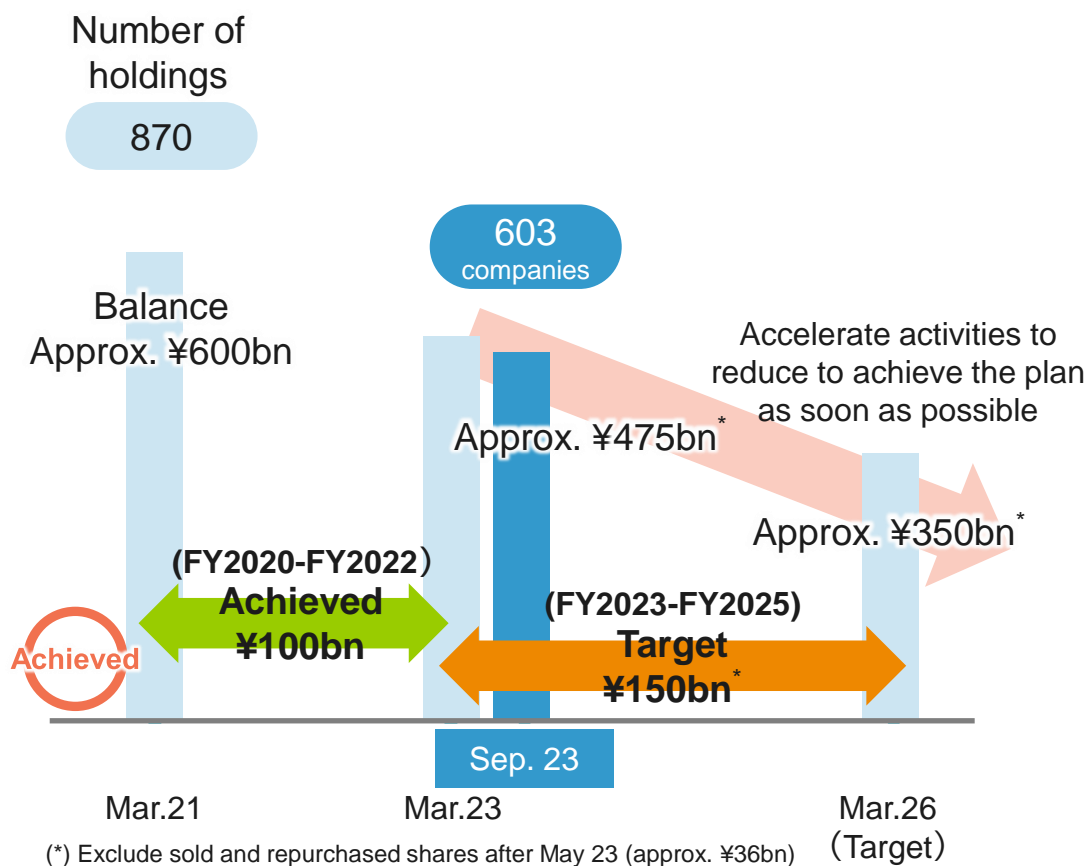 Number of
holdings
870
603
companies
Balance
Approx. ¥600bn
Accelerate activities to
reduce to achieve the plan
as soon as possible
Approx. ¥475bn*
Approx. ¥350bn*
(FY2020-FY2022）
Achieved
¥100bn
(FY2023-FY2025)
Target
¥150bn*
Achieved
Sep. 23
Mar.21
Mar.23
Mar.26
（Target）
(*) Exclude sold and repurchased shares after May 23 (approx. ¥36bn)